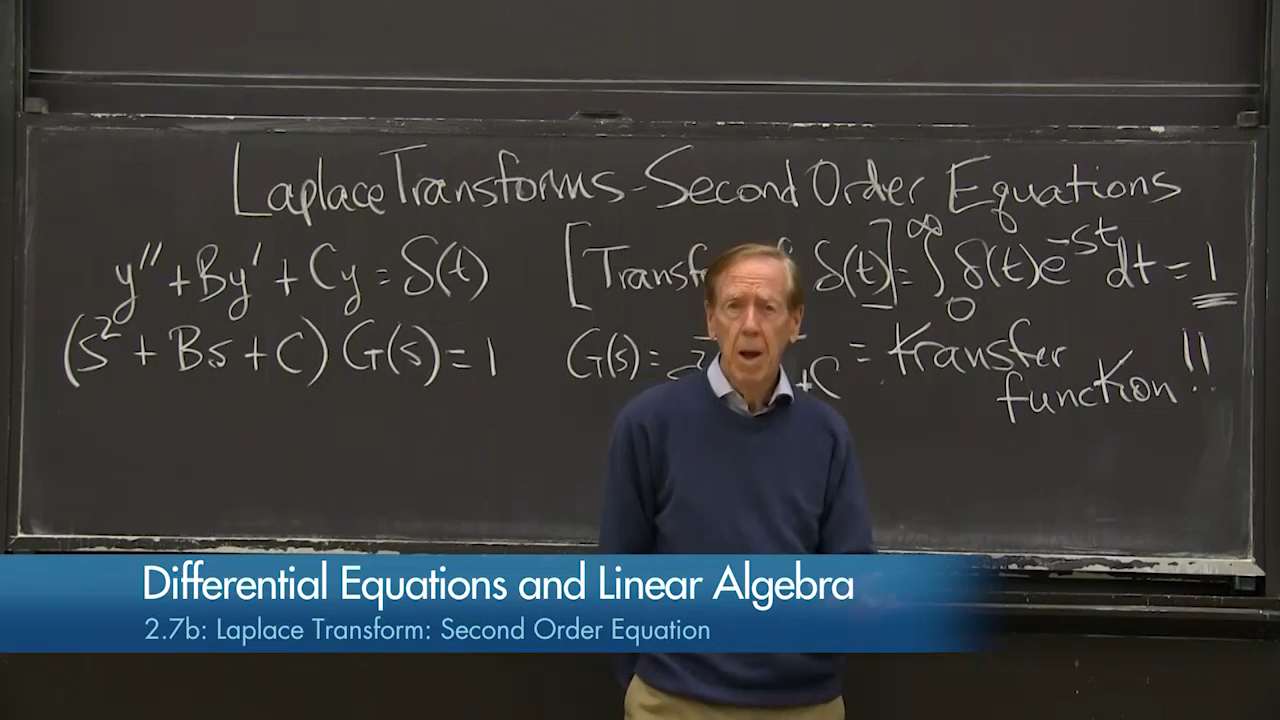 Laplace Transforms - Second Order Equations
y'' + By' + Cy = δ(t) [ δ(t)] = ∫₀^∞ δ(t)e^{-st}dt = 1
(s² + Bs + C) G(s) = 1 G(s) = +C = transfer
function !!
Differential Equations and Linear Algebra
2.7b: Laplace Transform: Second Order Equation